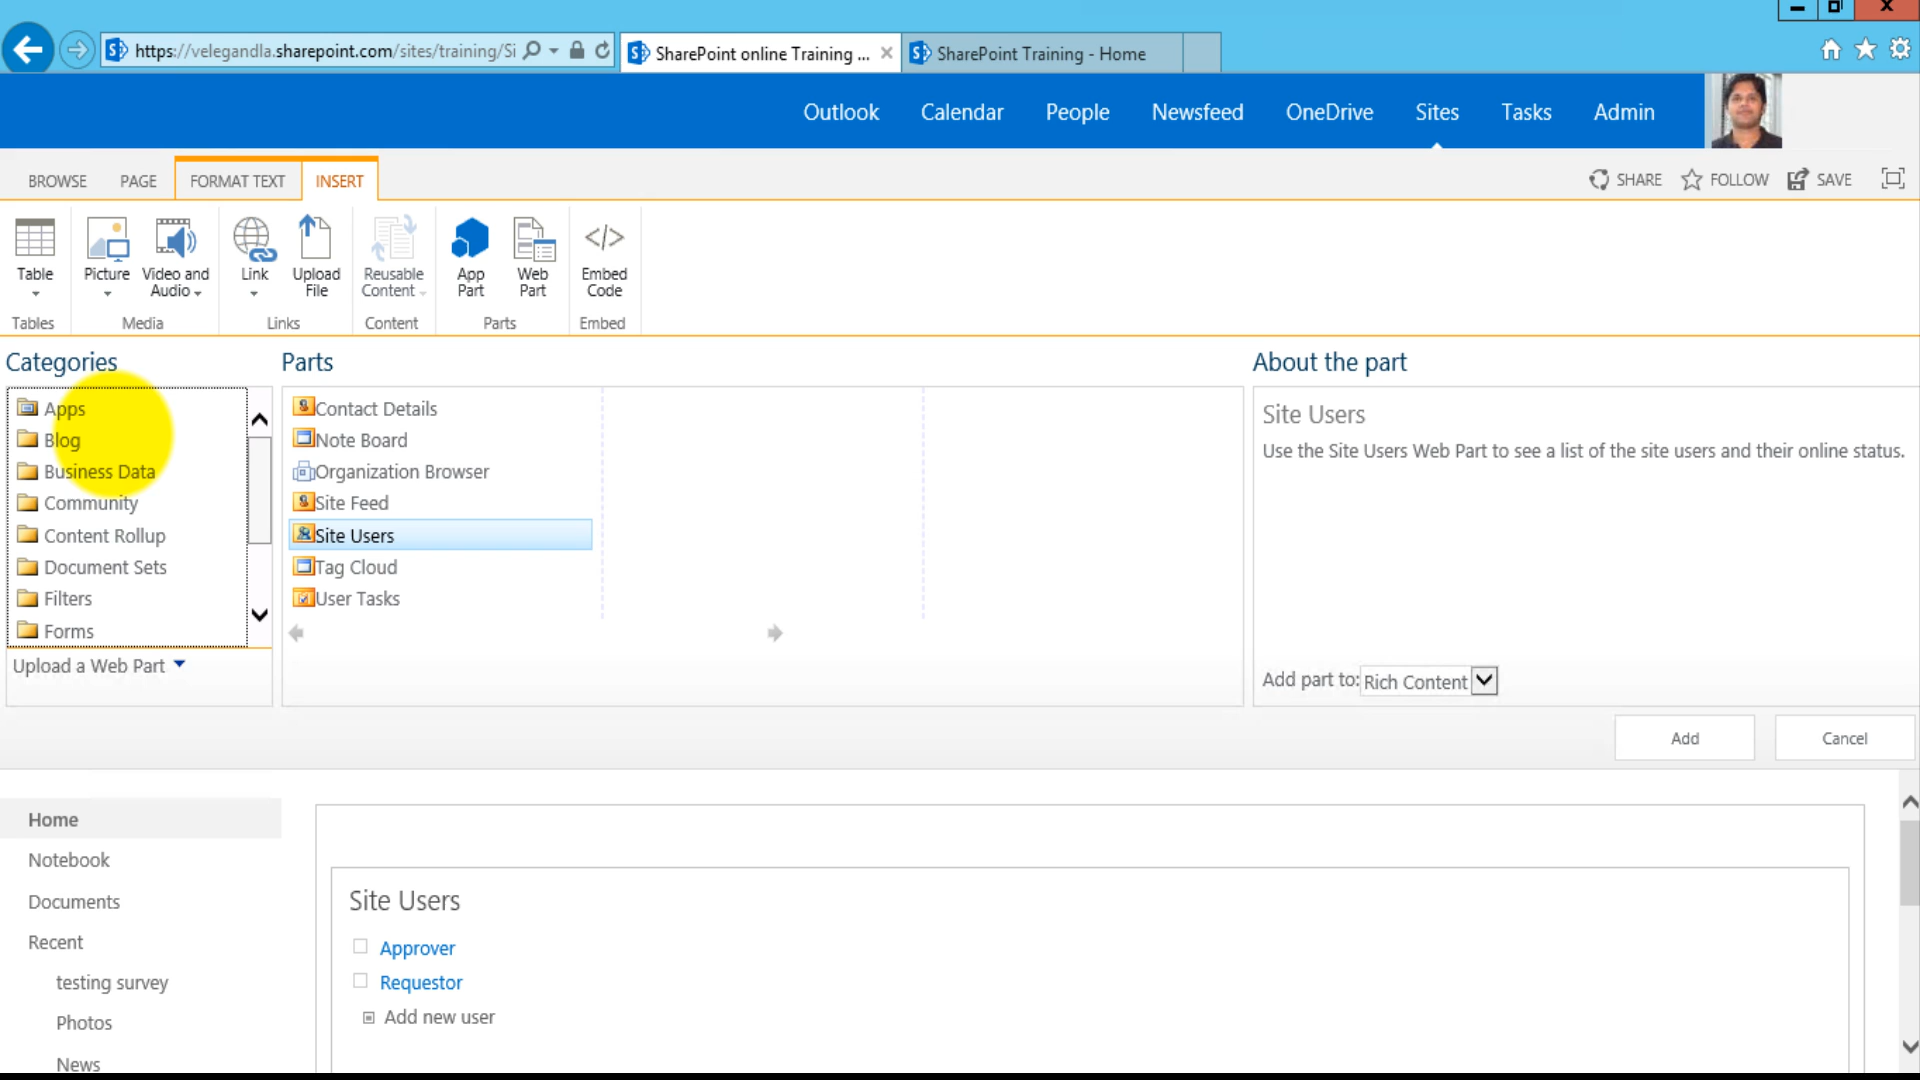 https://velegandla.sharepoint.com/sites/training/Si
SharePoint online Training ...
SharePoint Training - Home
Outlook
Calendar
People
Newsfeed
OneDrive
Sites
Tasks
Admin
BROWSE
PAGE
FORMAT TEXT
INSERT
SHARE
FOLLOW
SAVE
Table
Picture
Video and
Audio
Link
Upload
File
Reusable
Content
App
Part
Web
Part
Embed
Code
Tables
Media
Links
Content
Parts
Embed
Categories
Apps
Blog
Business Data
Community
Content Rollup
Document Sets
Filters
Forms
Upload a Web Part
Parts
Contact Details
Note Board
Organization Browser
Site Feed
Site Users
Tag Cloud
User Tasks
About the part
Site Users
Use the Site Users Web Part to see a list of the site users and their online status.
Add part to: Rich Content
Add
Cancel
Home
Notebook
Documents
Recent
testing survey
Photos
News
Site Users
Approver
Requestor
Add new user